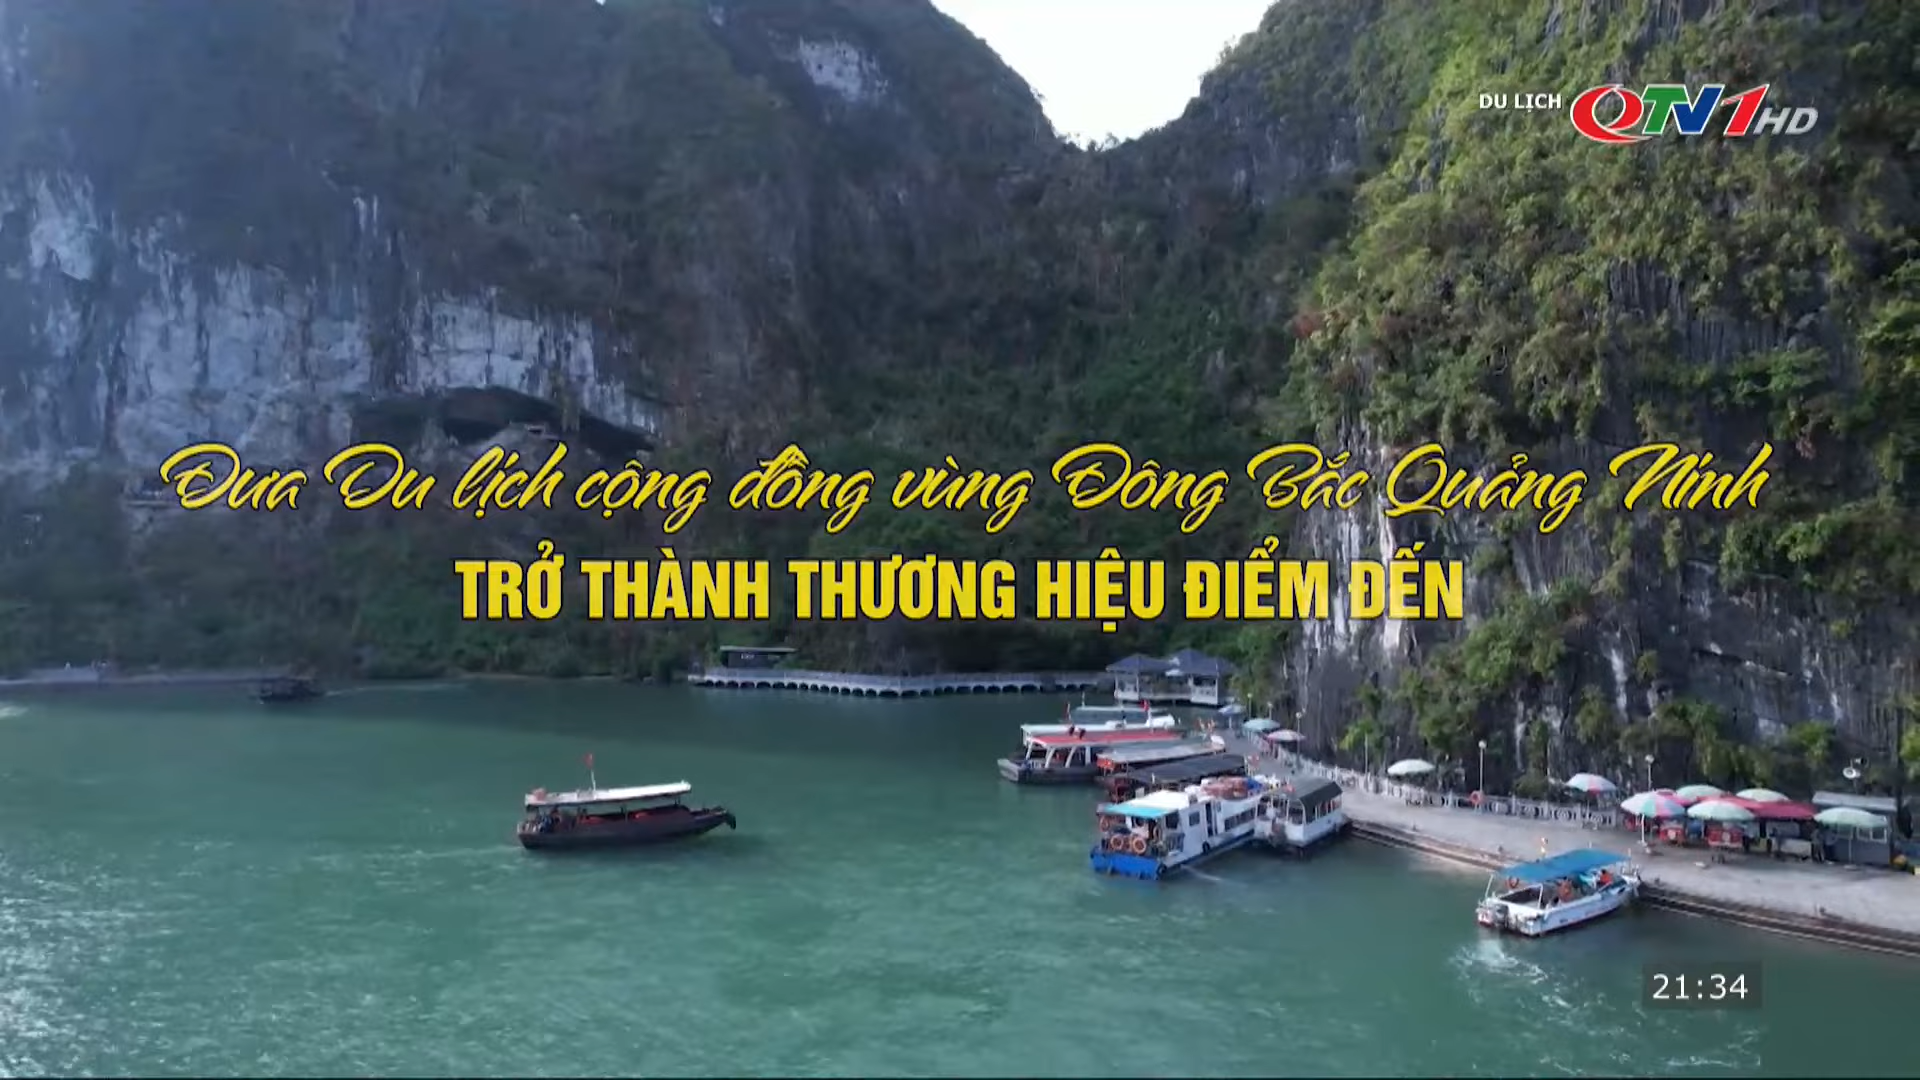 DU LỊCH QTV1HD
Đưa Du lịch cộng đồng vùng Đông Bắc Quảng Ninh
TRỞ THÀNH THƯƠNG HIỆU ĐIỂM ĐẾN
21:34